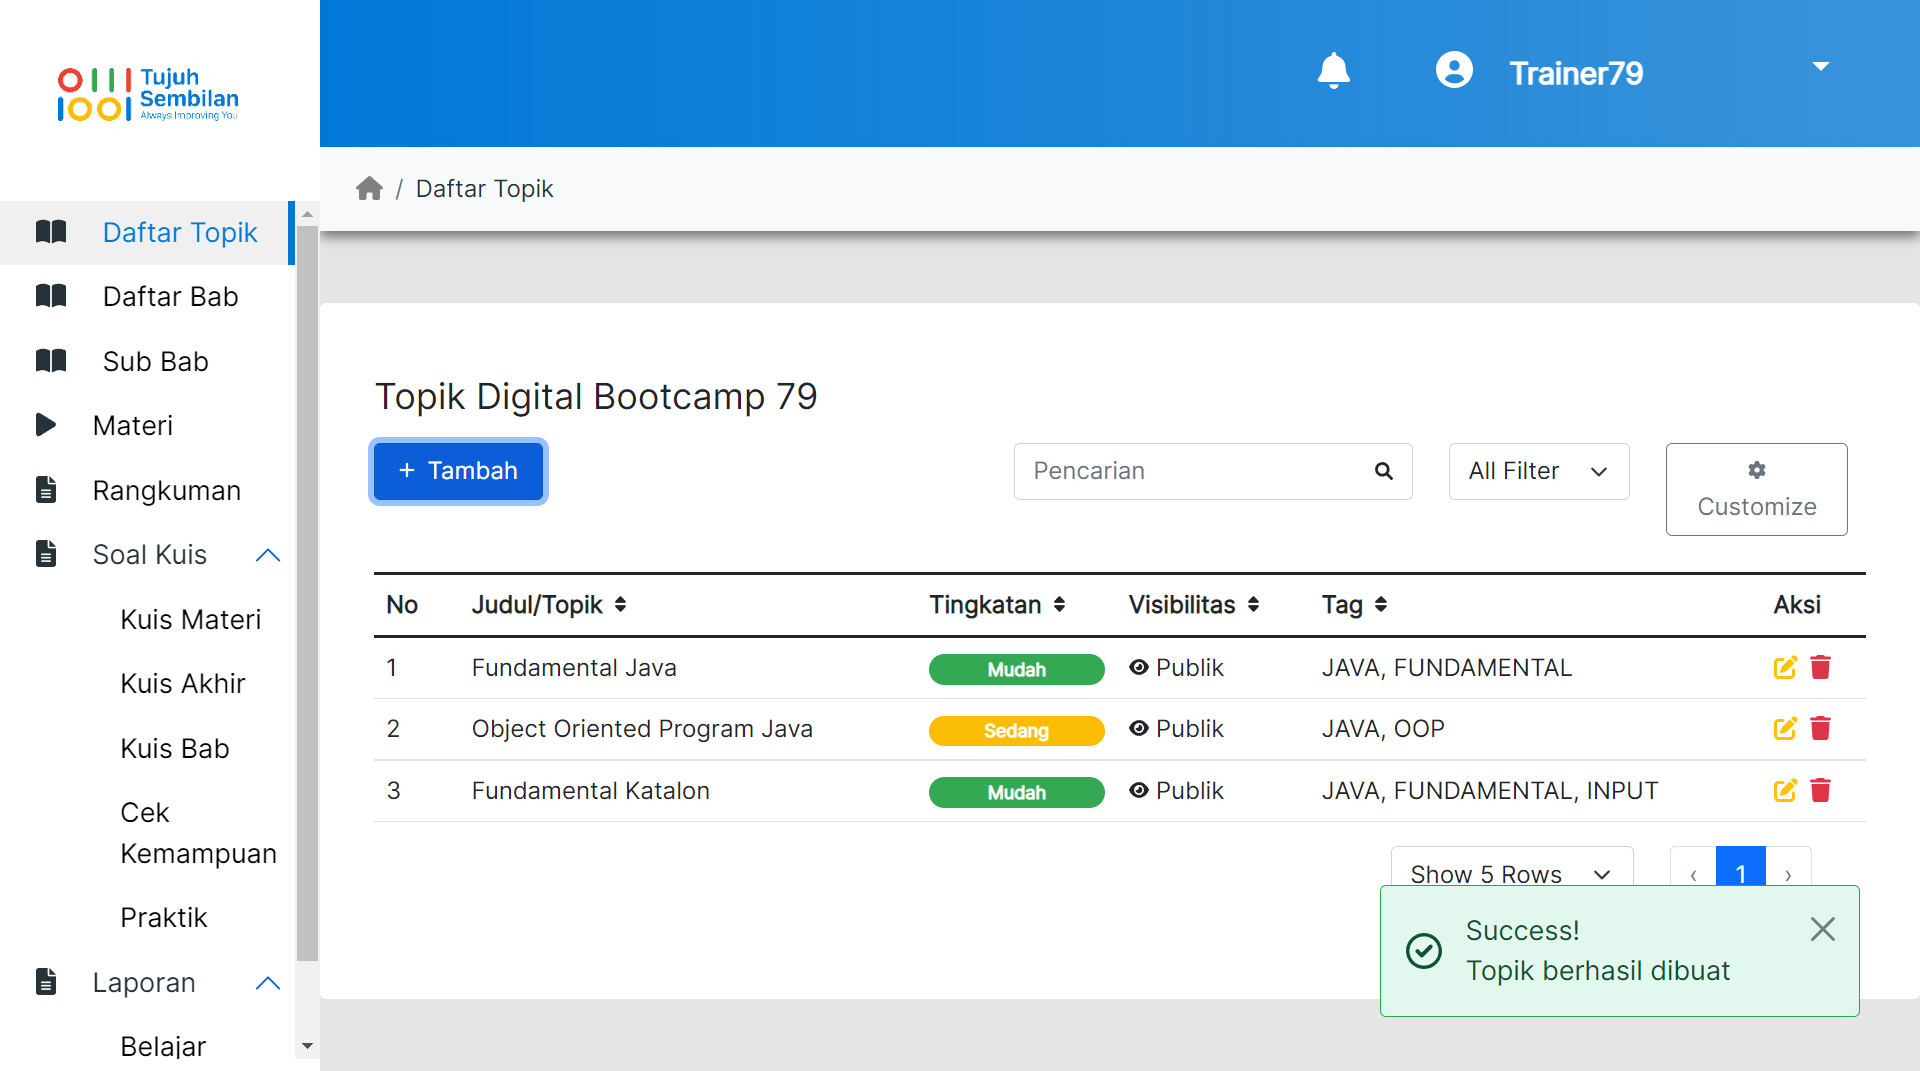 Tujuh
Sembilan
Always Improving You
Trainer79
/ Daftar Topik
Daftar Topik
Daftar Bab
Sub Bab
Materi
Rangkuman
Soal Kuis
Kuis Materi
Kuis Akhir
Kuis Bab
Cek
Kemampuan
Praktik
Laporan
Belajar
Topik Digital Bootcamp 79
+ Tambah
Pencarian
All Filter
Customize
No Judul/Topik Tingkatan Visibilitas Tag Aksi
1 Fundamental Java Mudah Publik JAVA, FUNDAMENTAL
2 Object Oriented Program Java Sedang Publik JAVA, OOP
3 Fundamental Katalon Mudah Publik JAVA, FUNDAMENTAL, INPUT
Show 5 Rows ‹ 1 ›
Success!
Topik berhasil dibuat